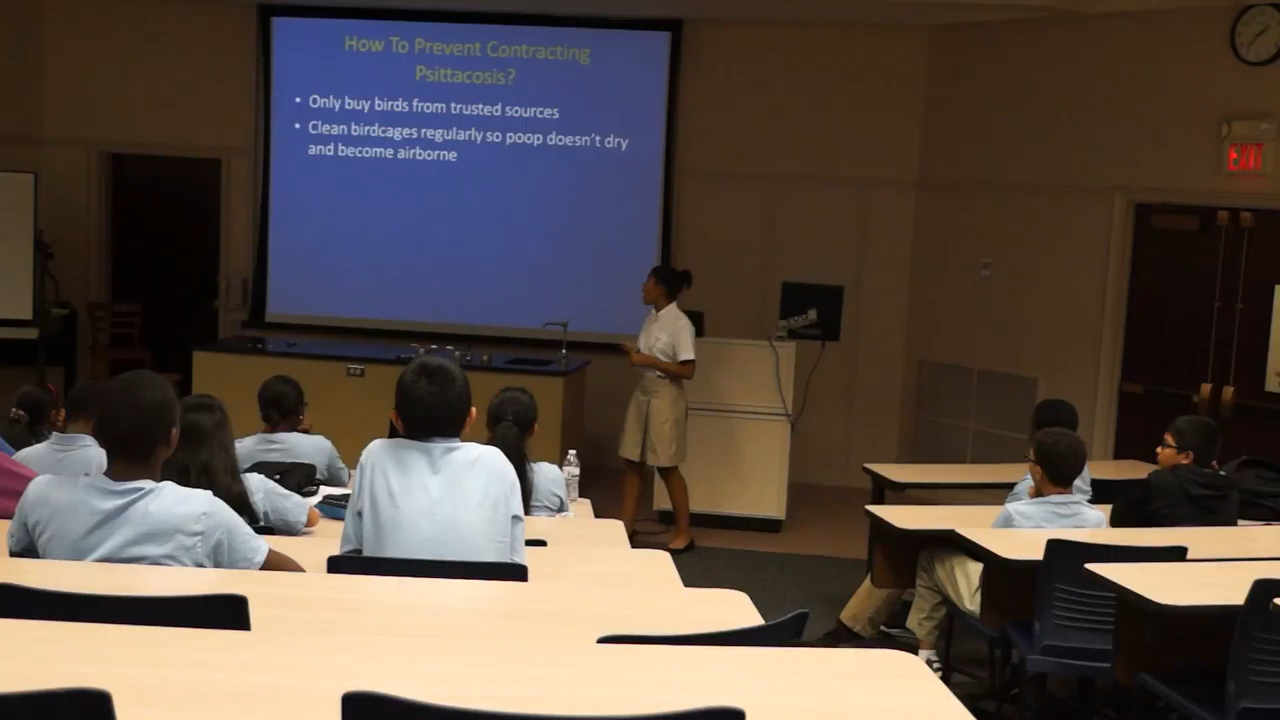 How To Prevent Contracting
Psittacosis?
• Only buy birds from trusted sources
• Clean birdcages regularly so poop doesn't dry
and become airborne
EXIT